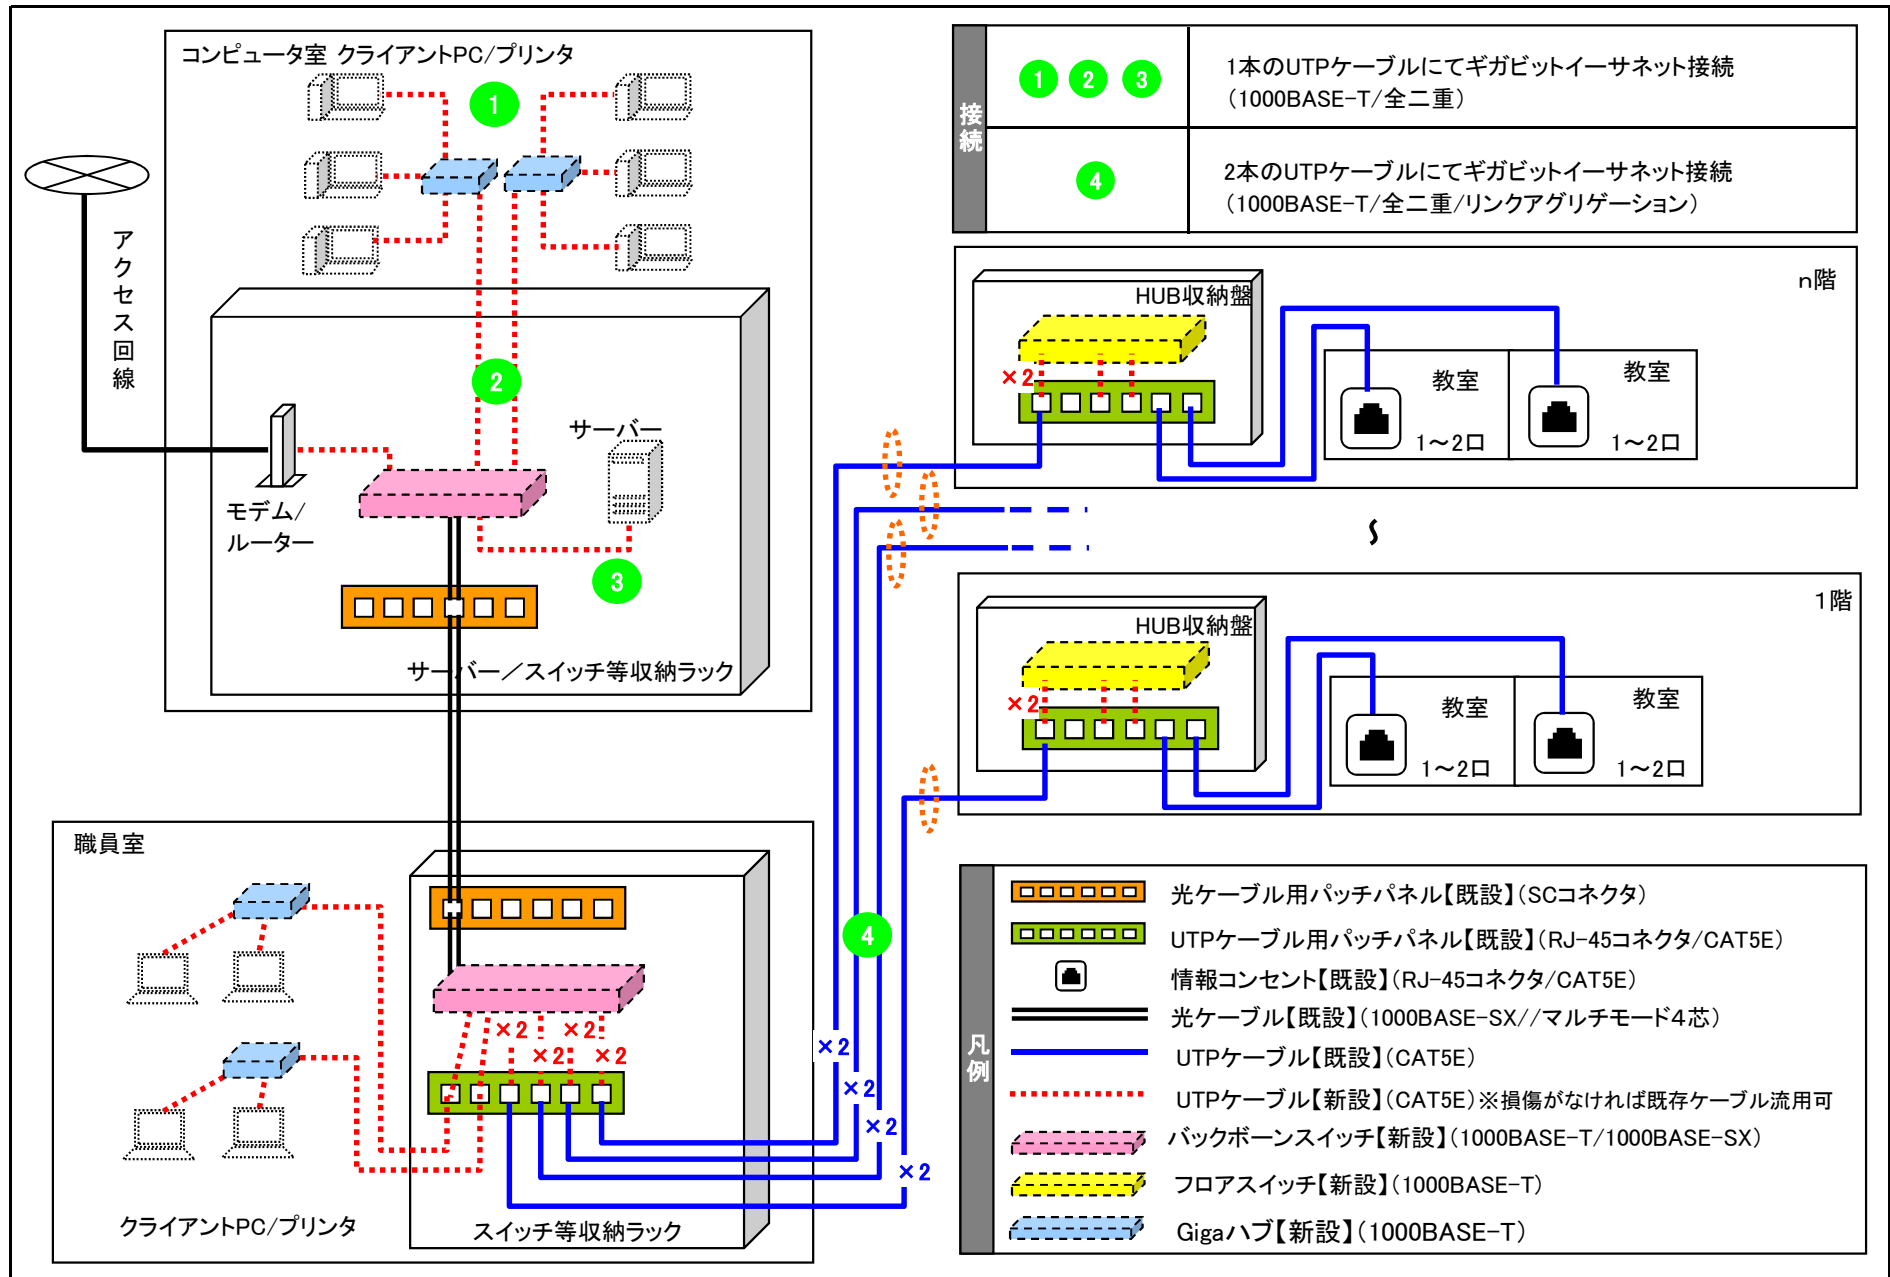 コンピュータ室 クライアントPC/プリンタ
1
アクセス回線
2
サーバー
モデム/
ルーター
3
サーバー／スイッチ等収納ラック
職員室
クライアントPC/プリンタ
×2
×2
×2
×2
スイッチ等収納ラック
4
×2
×2
×2
×2
接続
1 2 3
1本のUTPケーブルにてギガビットイーサネット接続
(1000BASE-T/全二重)
4
2本のUTPケーブルにてギガビットイーサネット接続
(1000BASE-T/全二重/リンクアグリゲーション)
n階
HUB収納盤
×2
教室
1～2口
教室
1～2口
～
1階
HUB収納盤
×2
教室
1～2口
教室
1～2口
凡例
光ケーブル用パッチパネル【既設】(SCコネクタ)
UTPケーブル用パッチパネル【既設】(RJ-45コネクタ/CAT5E)
情報コンセント【既設】(RJ-45コネクタ/CAT5E)
光ケーブル【既設】(1000BASE-SX//マルチモード4芯)
UTPケーブル【既設】(CAT5E)
UTPケーブル【新設】(CAT5E)※損傷がなければ既存ケーブル流用可
バックボーンスイッチ【新設】(1000BASE-T/1000BASE-SX)
フロアスイッチ【新設】(1000BASE-T)
Gigaハブ【新設】(1000BASE-T)